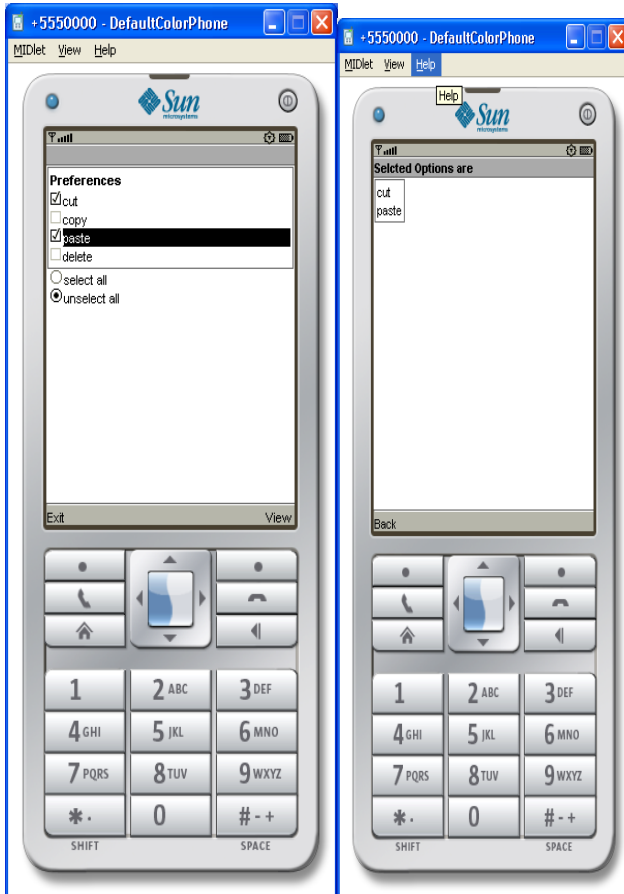 +5550000 - DefaultColorPhone
MIDlet View Help
Sun
microsystems
Preferences
cut
copy
paste
delete
select all
unselect all
Exit View
1 2 ABC 3 DEF
4 GHI 5 JKL 6 MNO
7 PQRS 8 TUV 9 WXYZ
* . 0 # - +
SHIFT SPACE
+5550000 - DefaultColorPhone
MIDlet View Help
Help
Sun
microsystems
Selcted Options are
cut
paste
Back
1 2 ABC 3 DEF
4 GHI 5 JKL 6 MNO
7 PQRS 8 TUV 9 WXYZ
* . 0 # - +
SHIFT SPACE